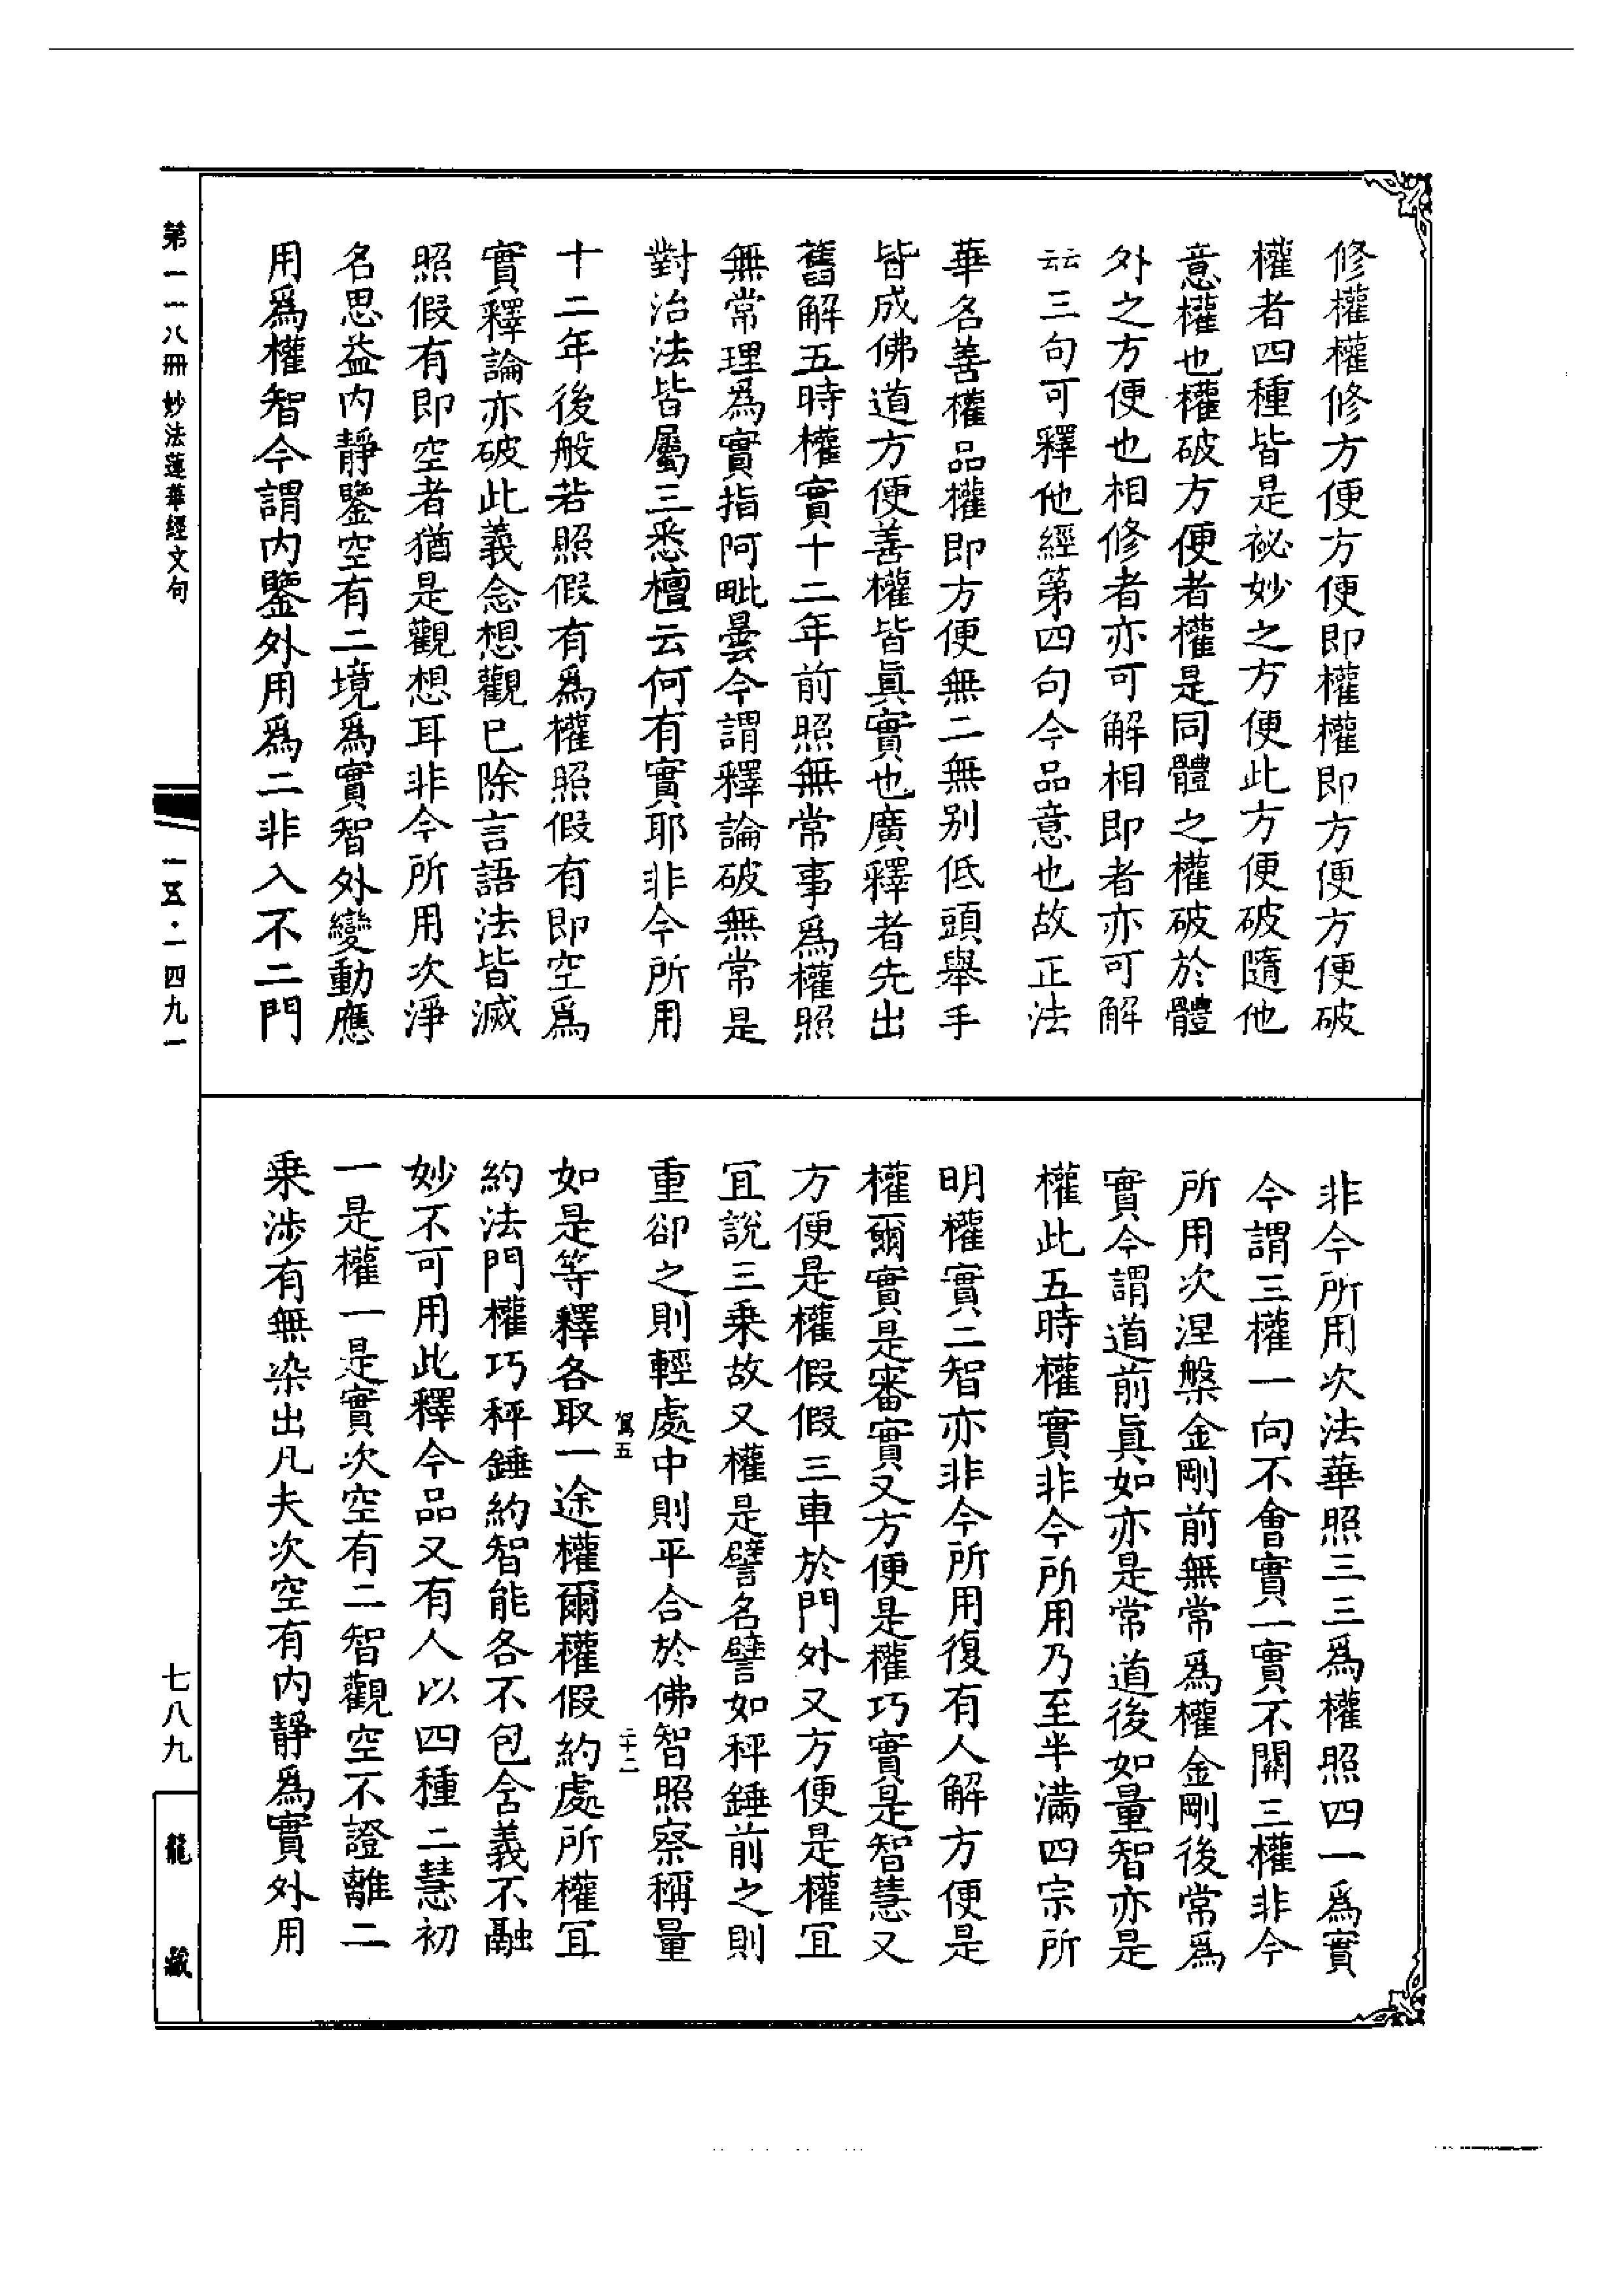 修權權修方便方便即權權即方便方便破
權者四種皆是祕妙之方便此方便破隨他
意權也權破方便者權是同體之權破於體
外之方便也相修者亦可解相即者亦可解
云云三句可釋他經第四句今品意也故正法
華名善權品權即方便無二無別低頭舉手
皆成佛道方便善權皆眞實也廣釋者先出
舊解五時權實十二年前照無常事爲權照
無常理爲實指阿毗曇今謂釋論破無常是
對治法皆屬三悉檀云何有實耶非今所用
十二年後般若照假有爲權照假有即空爲
實釋論亦破此義念想觀已除言語法皆滅
照假有即空者猶是觀想耳非今所用次淨
名思益內靜鑒空有二境爲實智外變動應
用爲權智今謂內鑒外用爲二非入不二門
非今所用次法華照三三爲權照四一爲實
今謂三權一向不會實一實不關三權非今
所用次涅槃金剛前無常爲權金剛後常爲
實今謂道前眞如亦是常道後如量智亦是
權此五時權實非今所用乃至半滿四宗所
明權實二智亦非今所用復有人解方便是
權爾實是審實又方便是權巧實是智慧又
方便是權假假三車於門外又方便是權宜
宜說三乗故又權是譬名譬如秤錘前之則
重卻之則輕處中則平合於佛智照察稱量
駕五
二十二
如是等釋各取一途權爾權假約處所權宜
約法門權巧秤錘約智能各不包含義不融
妙不可用此釋今品又有人以四種二慧初
一是權一是實次空有二智觀空不證離二
乗涉有無染出凡夫次空有內靜爲實外用
第一一八冊 妙法蓮華經文句
一五·一四九一
七八九
龍藏